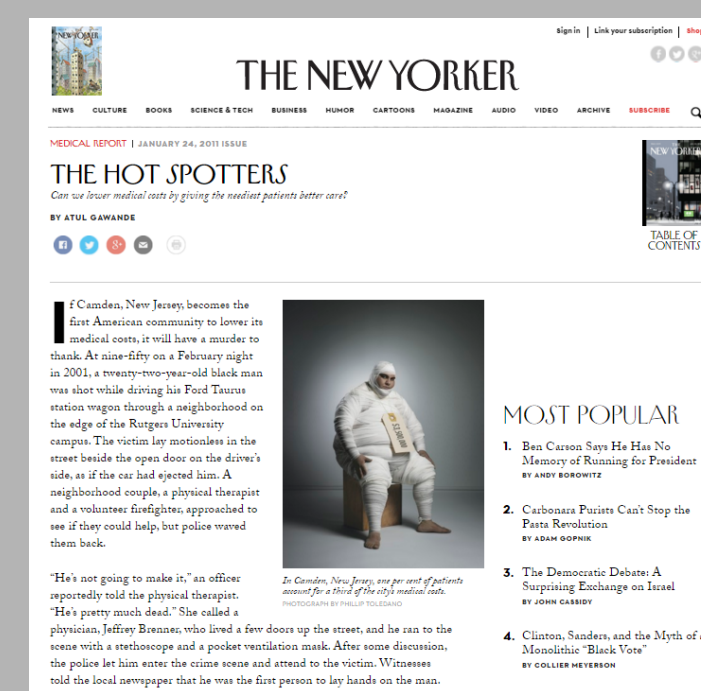 NEW YORKER
Sign in | Link your subscription | Shop
THE NEW YORKER
NEWS CULTURE BOOKS SCIENCE & TECH BUSINESS HUMOR CARTOONS MAGAZINE AUDIO VIDEO ARCHIVE SUBSCRIBE
MEDICAL REPORT | JANUARY 24, 2011 ISSUE
THE HOT SPOTTERS
Can we lower medical costs by giving the neediest patients better care?
BY ATUL GAWANDE
NEW YORKER
TABLE OF
CONTENTS
If Camden, New Jersey, becomes the
first American community to lower its
medical costs, it will have a murder to
thank. At nine-fifty on a February night
in 2001, a twenty-two-year-old black man
was shot while driving his Ford Taurus
station wagon through a neighborhood on
the edge of the Rutgers University
campus. The victim lay motionless in the
street beside the open door on the driver's
side, as if the car had ejected him. A
neighborhood couple, a physical therapist
and a volunteer firefighter, approached to
see if they could help, but police waved
them back.
"He's not going to make it," an officer
reportedly told the physical therapist.
"He's pretty much dead." She called a
physician, Jeffrey Brenner, who lived a few doors up the street, and he ran to the
scene with a stethoscope and a pocket ventilation mask. After some discussion,
the police let him enter the crime scene and attend to the victim. Witnesses
told the local newspaper that he was the first person to lay hands on the man.
In Camden, New Jersey, one per cent of patients
account for a third of the city's medical costs.
PHOTOGRAPH BY PHILLIP TOLEDANO
MOST POPULAR
1. Ben Carson Says He Has No
Memory of Running for President
BY ANDY BOROWITZ
2. Carbonara Purists Can't Stop the
Pasta Revolution
BY ADAM GOPNIK
3. The Democratic Debate: A
Surprising Exchange on Israel
BY JOHN CASSIDY
4. Clinton, Sanders, and the Myth of a
Monolithic "Black Vote"
BY COLLIER MEYERSON